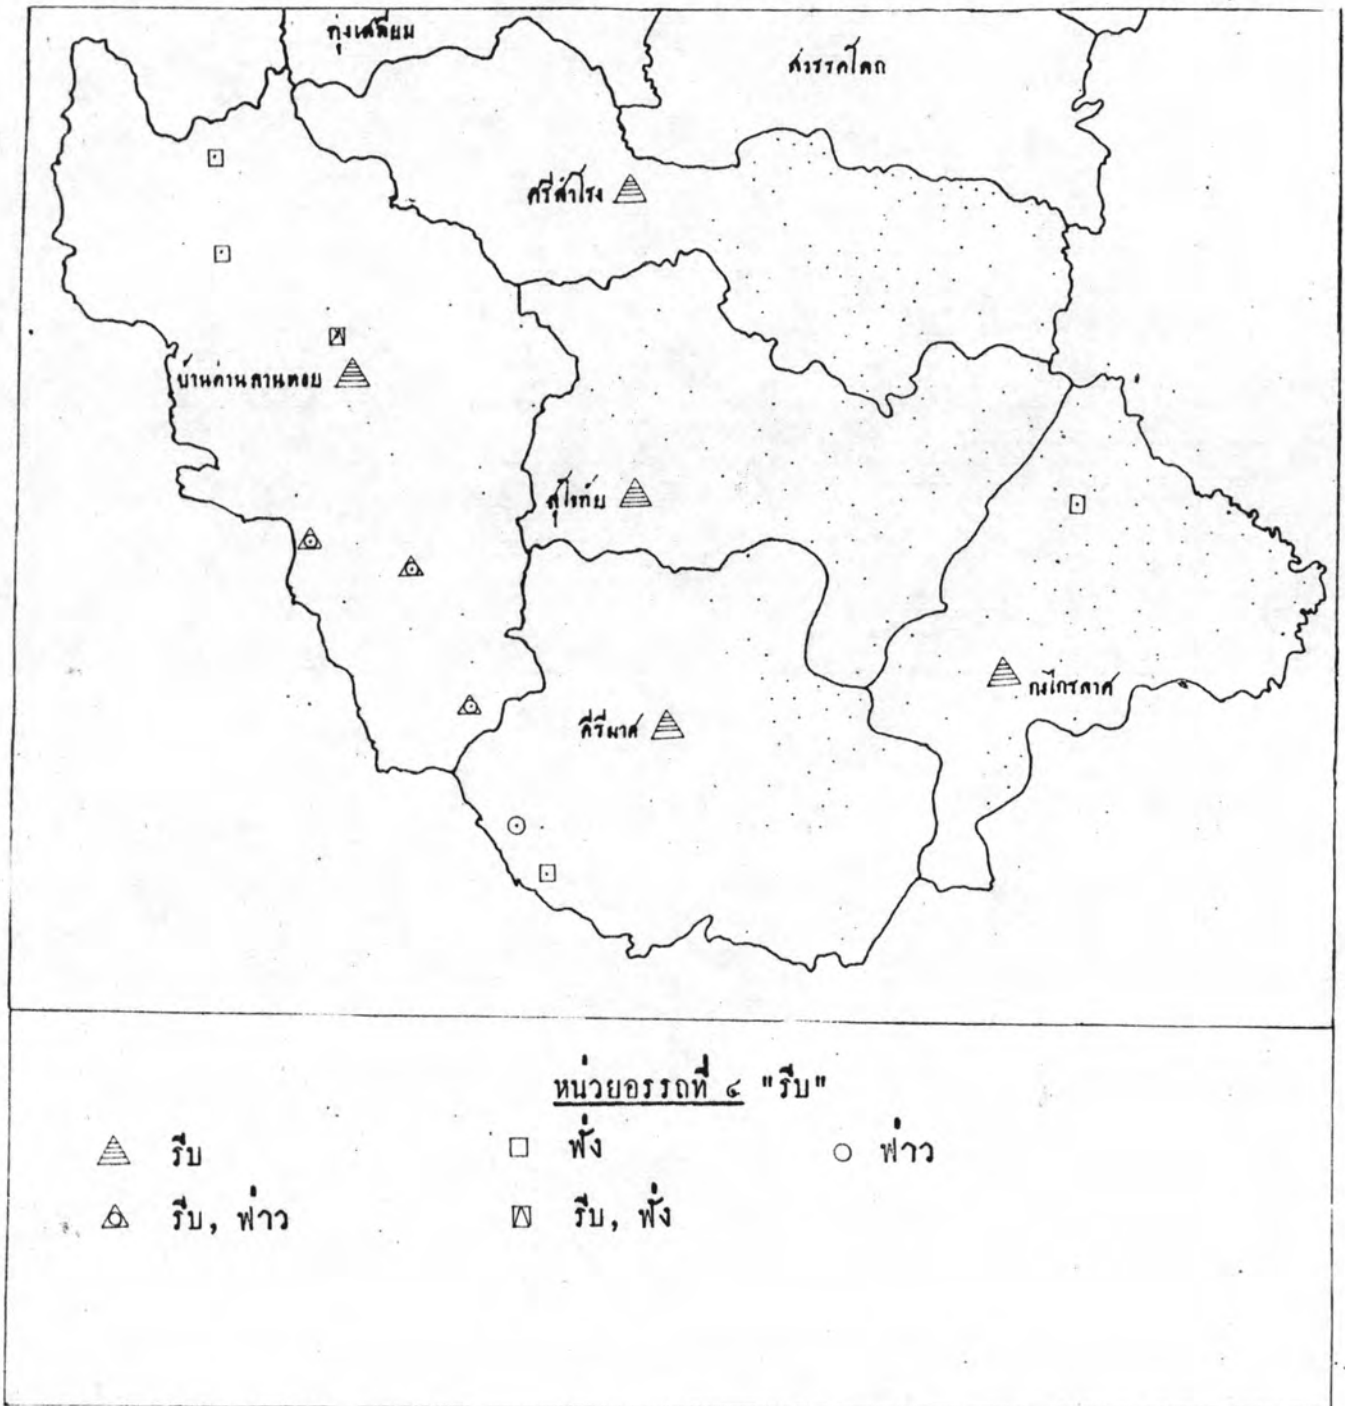 ทุ่งเสลี่ยม
สวรรคโลก
ศรีสำโรง
บ้านด่านลานหอย
สุโขทัย
กงไกรลาศ
คีรีมาศ
หน่วยอรรถที่ ๔ "รีบ"
รีบ
ฟั่ง
ฟ่าว
รีบ, ฟ่าว
รีบ, ฟั่ง